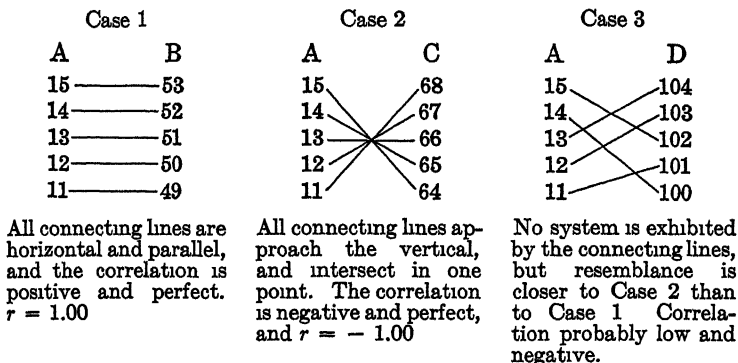 Case 1 Case 2 Case 3
A B A C A D
15 53 15 68 15 104
14 52 14 67 14 103
13 51 13 66 13 102
12 50 12 65 12 101
11 49 11 64 11 100
All connecting lines are
horizontal and parallel,
and the correlation is
positive and perfect.
r = 1.00
All connecting lines ap-
proach the vertical,
and intersect in one
point. The correlation
is negative and perfect,
and r = − 1.00
No system is exhibited
by the connecting lines,
but resemblance is
closer to Case 2 than
to Case 1 Correla-
tion probably low and
negative.